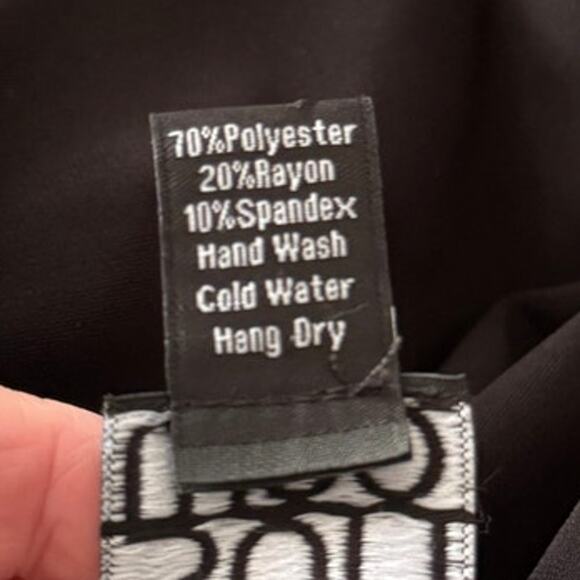 70%Polyester
20%Rayon
10%Spandex
Hand Wash
Cold Water
Hang Dry